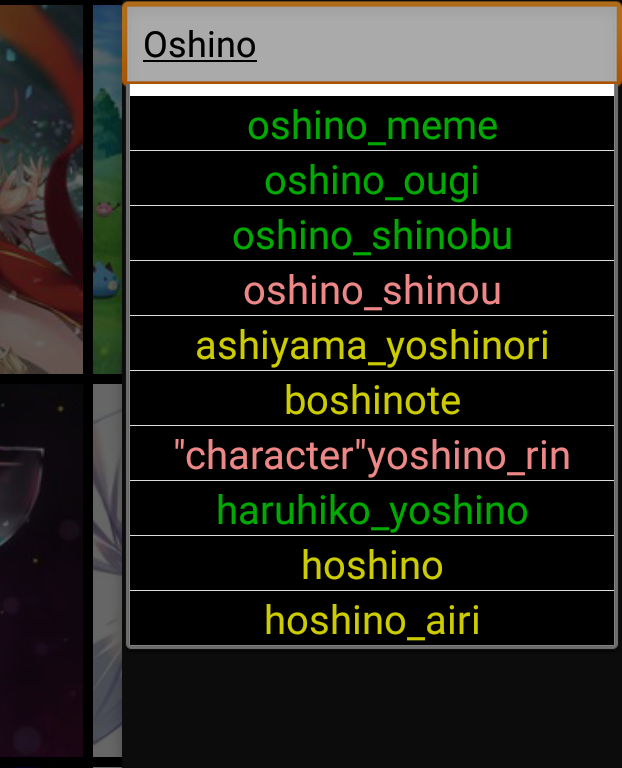 Oshino
oshino_meme
oshino_ougi
oshino_shinobu
oshino_shinou
ashiyama_yoshinori
boshinote
"character"yoshino_rin
haruhiko_yoshino
hoshino
hoshino_airi